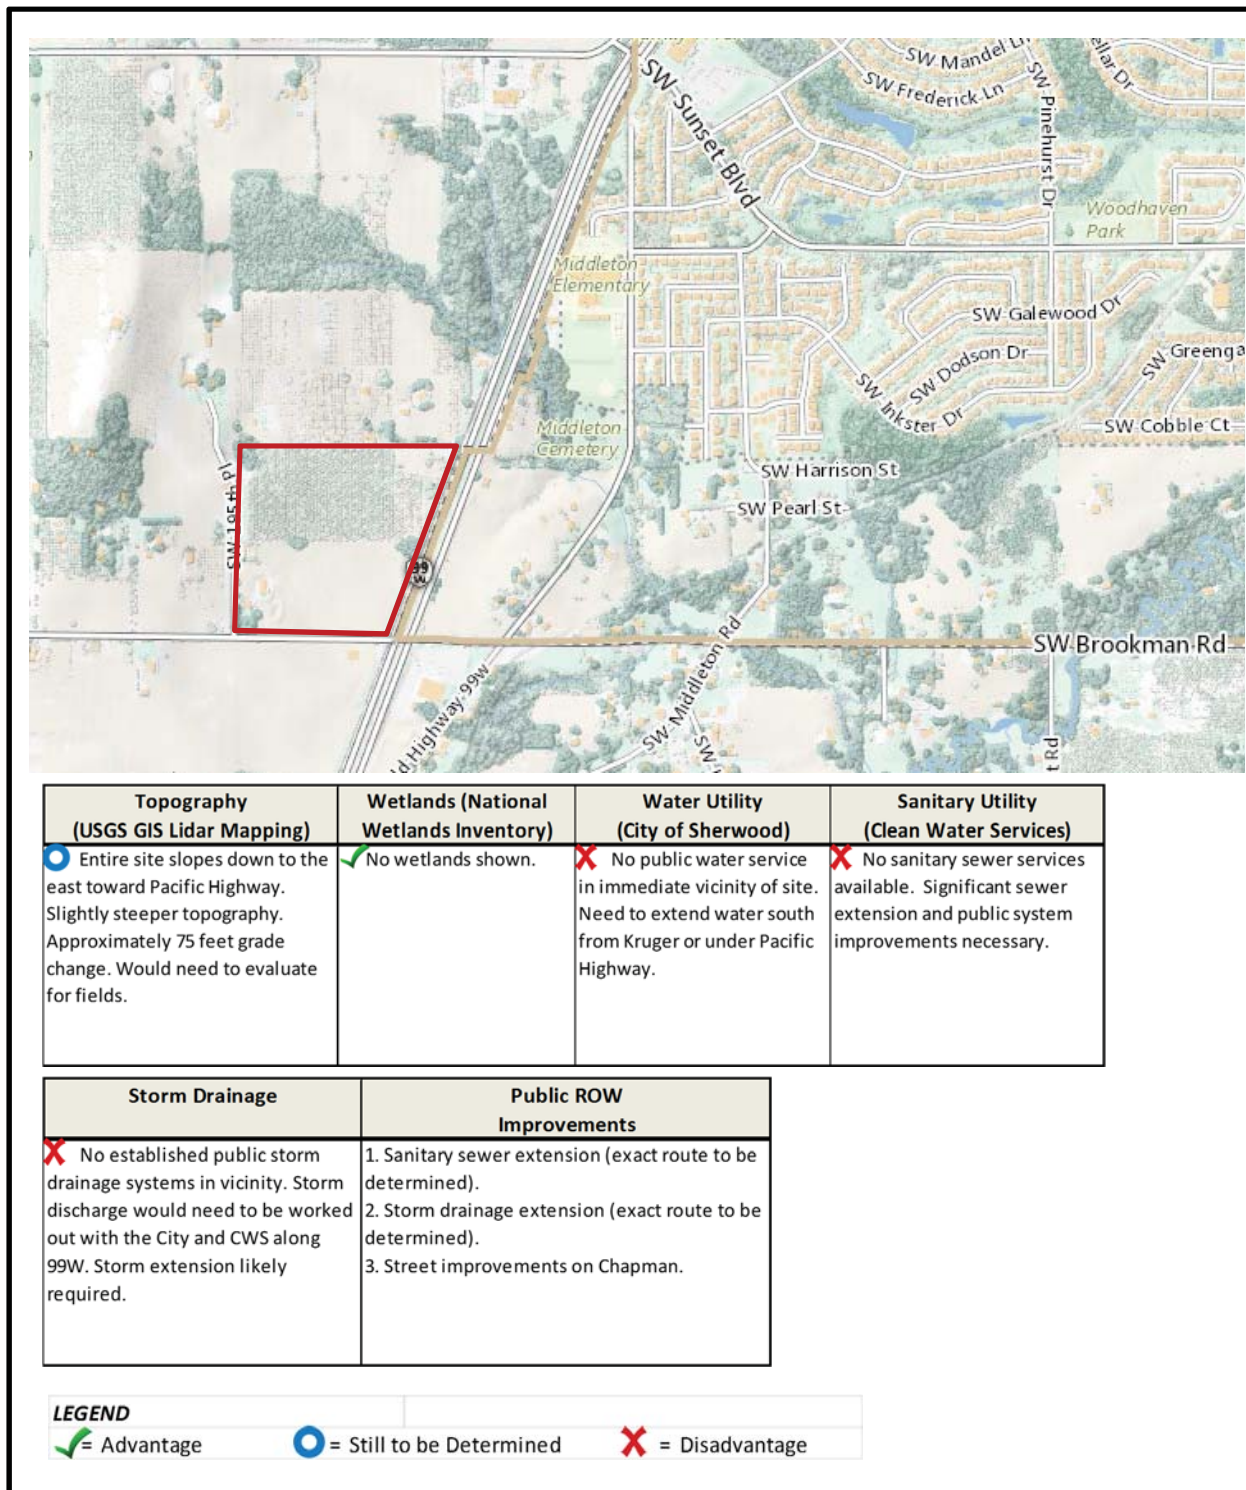 SW Mandel Ln
SW Frederick Ln
SW Pinehurst Dr
ellar Dr
SW Sunset Blvd
Woodhaven
Park
Middleton
Elementary
SW Galewood Dr
SW Dodson Dr
SW Greenga
SW Inkster Dr
SW Cobble Ct
Middleton
Cemetery
SW Harrison St
SW Pearl St
SW 195th Pl
99
W
SW Brookman Rd
SW Middleton Rd
ld Highway 99W
SW
t Rd
Topography
(USGS GIS Lidar Mapping)
Entire site slopes down to the
east toward Pacific Highway.
Slightly steeper topography.
Approximately 75 feet grade
change. Would need to evaluate
for fields.
Wetlands (National
Wetlands Inventory)
No wetlands shown.
Water Utility
(City of Sherwood)
No public water service
in immediate vicinity of site.
Need to extend water south
from Kruger or under Pacific
Highway.
Sanitary Utility
(Clean Water Services)
No sanitary sewer services
available. Significant sewer
extension and public system
improvements necessary.
Storm Drainage
No established public storm
drainage systems in vicinity. Storm
discharge would need to be worked
out with the City and CWS along
99W. Storm extension likely
required.
Public ROW
Improvements
1. Sanitary sewer extension (exact route to be
determined).
2. Storm drainage extension (exact route to be
determined).
3. Street improvements on Chapman.
LEGEND
= Advantage
= Still to be Determined
= Disadvantage